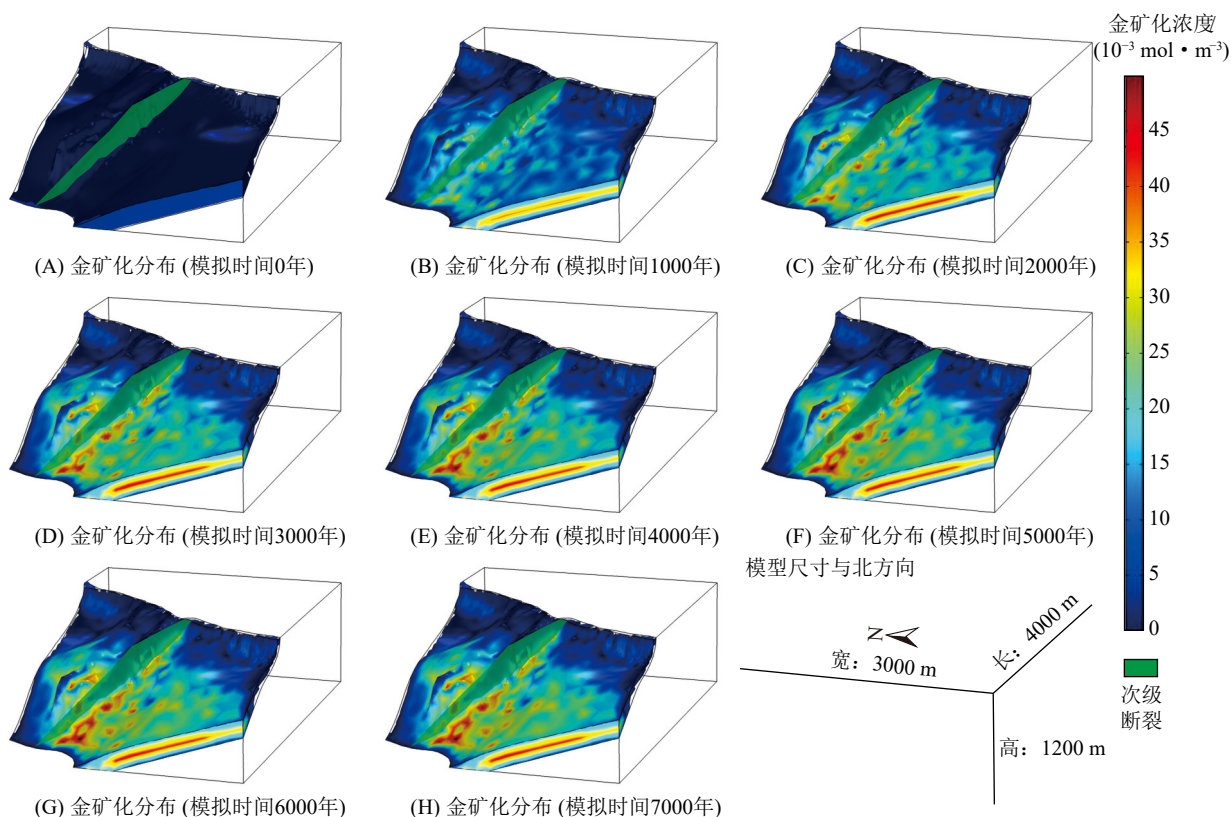 金矿化浓度
(10⁻³ mol·m⁻³)
45
40
35
30
25
20
15
10
5
0
次级
断裂
(A) 金矿化分布 (模拟时间0年)
(B) 金矿化分布 (模拟时间1000年)
(C) 金矿化分布 (模拟时间2000年)
(D) 金矿化分布 (模拟时间3000年)
(E) 金矿化分布 (模拟时间4000年)
(F) 金矿化分布 (模拟时间5000年)
模型尺寸与北方向
N
宽：3000 m
长：4000 m
高：1200 m
(G) 金矿化分布 (模拟时间6000年)
(H) 金矿化分布 (模拟时间7000年)